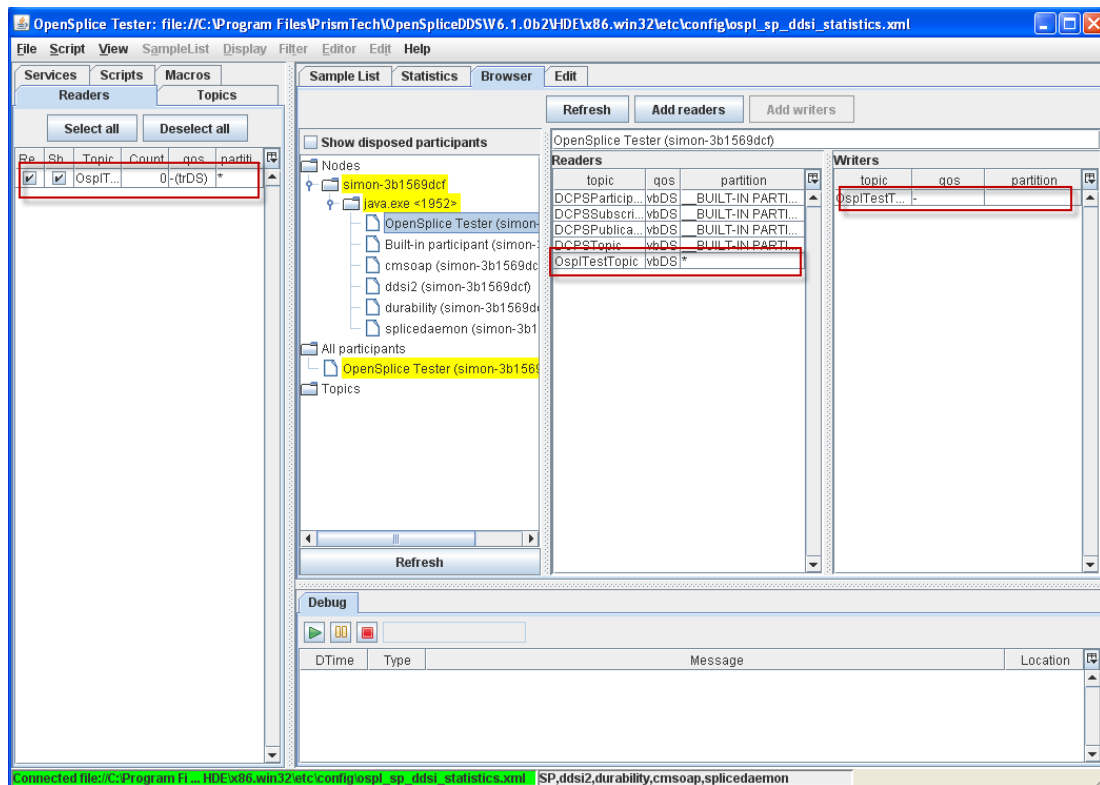 OpenSplice Tester: file://C:\Program Files\PrismTech\OpenSpliceDDS\V6.1.0b2\HDE\x86.win32\etc\config\ospl_sp_ddsi_statistics.xml
File Script View SampleList Display Filter Editor Edit Help
Services Scripts Macros
Readers Topics
Select all Deselect all
Re... Sh... Topic Count qos partiti...
OsplT... 0 -(trDS) *
Sample List Statistics Browser Edit
Refresh Add readers Add writers
Show disposed participants
Nodes
simon-3b1569dcf
java.exe <1952>
OpenSplice Tester (simon-
Built-in participant (simon-3
cmsoap (simon-3b1569dc
ddsi2 (simon-3b1569dcf)
durability (simon-3b1569d
splicedaemon (simon-3b1
All participants
OpenSplice Tester (simon-3b1569
Topics
Refresh
OpenSplice Tester (simon-3b1569dcf)
Readers
topic qos partition
DCPSParticip... vbDS __BUILT-IN PARTI...
DCPSSubscri... vbDS __BUILT-IN PARTI...
DCPSPublica... vbDS __BUILT-IN PARTI...
DCPSTopic vbDS __BUILT-IN PARTI...
OsplTestTopic vbDS *
Writers
topic qos partition
OsplTestT... -
Debug
DTime Type Message Location
Connected file://C:\Program Fi ... HDE\x86.win32\etc\config\ospl_sp_ddsi_statistics.xml SP,ddsi2,durability,cmsoap,splicedaemon